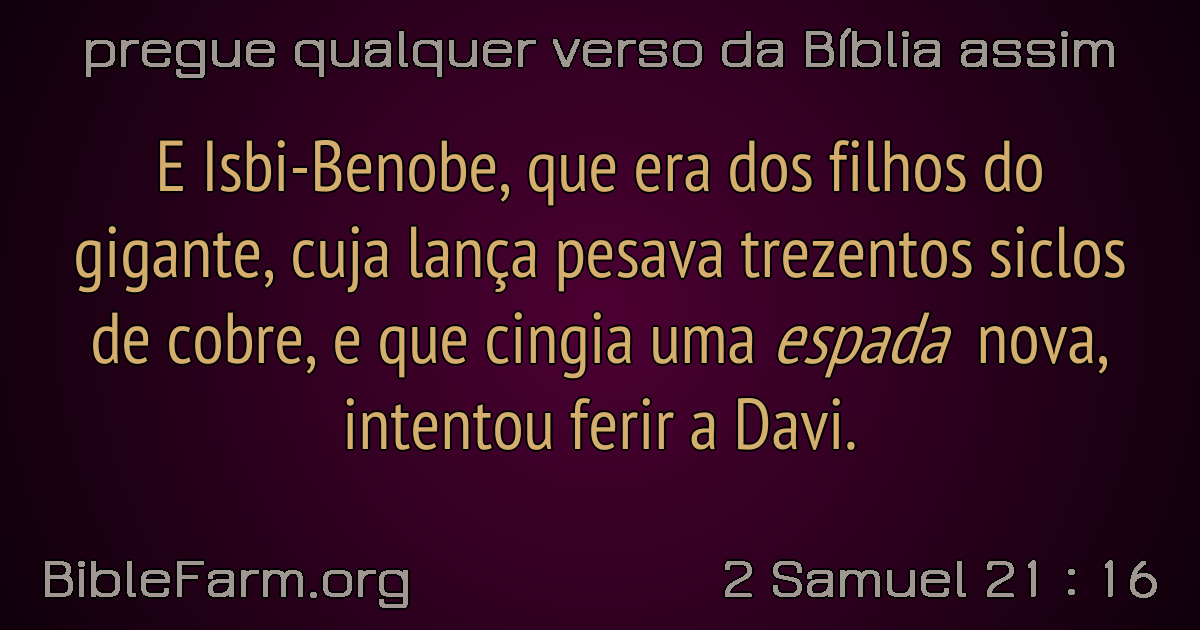 pregue qualquer verso da Bíblia assim
E Isbi-Benobe, que era dos filhos do
gigante, cuja lança pesava trezentos siclos
de cobre, e que cingia uma espada nova,
intentou ferir a Davi.
BibleFarm.org
2 Samuel 21 : 16